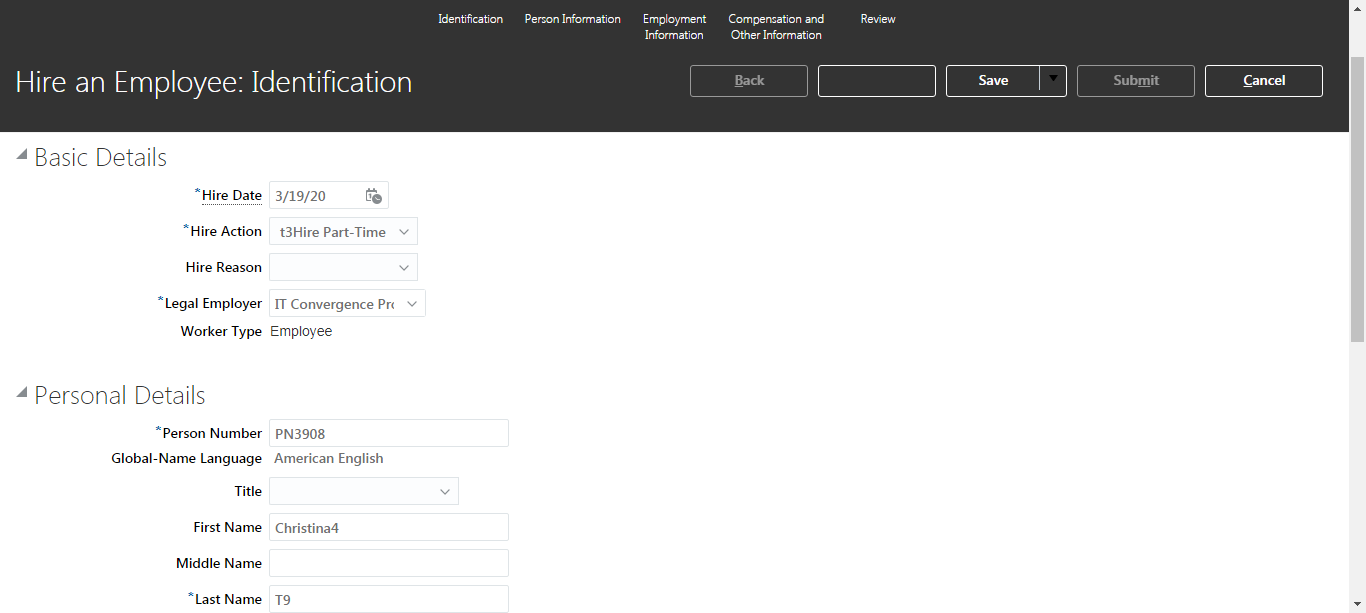 Identification Person Information Employment Information Compensation and Other Information Review
Hire an Employee: Identification Back Save Submit Cancel
Basic Details
*Hire Date 3/19/20
*Hire Action t3Hire Part-Time
Hire Reason
*Legal Employer IT Convergence Pro
Worker Type Employee
Personal Details
*Person Number PN3908
Global-Name Language American English
Title
First Name Christina4
Middle Name
*Last Name T9